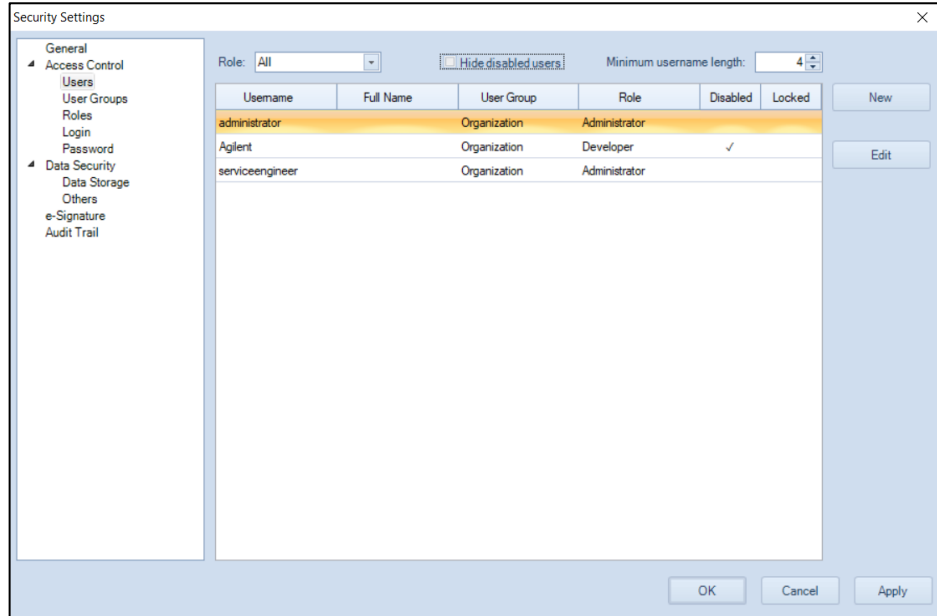 Security Settings
General
Access Control
Users
User Groups
Roles
Login
Password
Data Security
Data Storage
Others
e-Signature
Audit Trail
Role: All Hide disabled users Minimum username length: 4
Username Full Name User Group Role Disabled Locked
administrator Organization Administrator
Agilent Organization Developer ✓
serviceengineer Organization Administrator
New
Edit
OK Cancel Apply